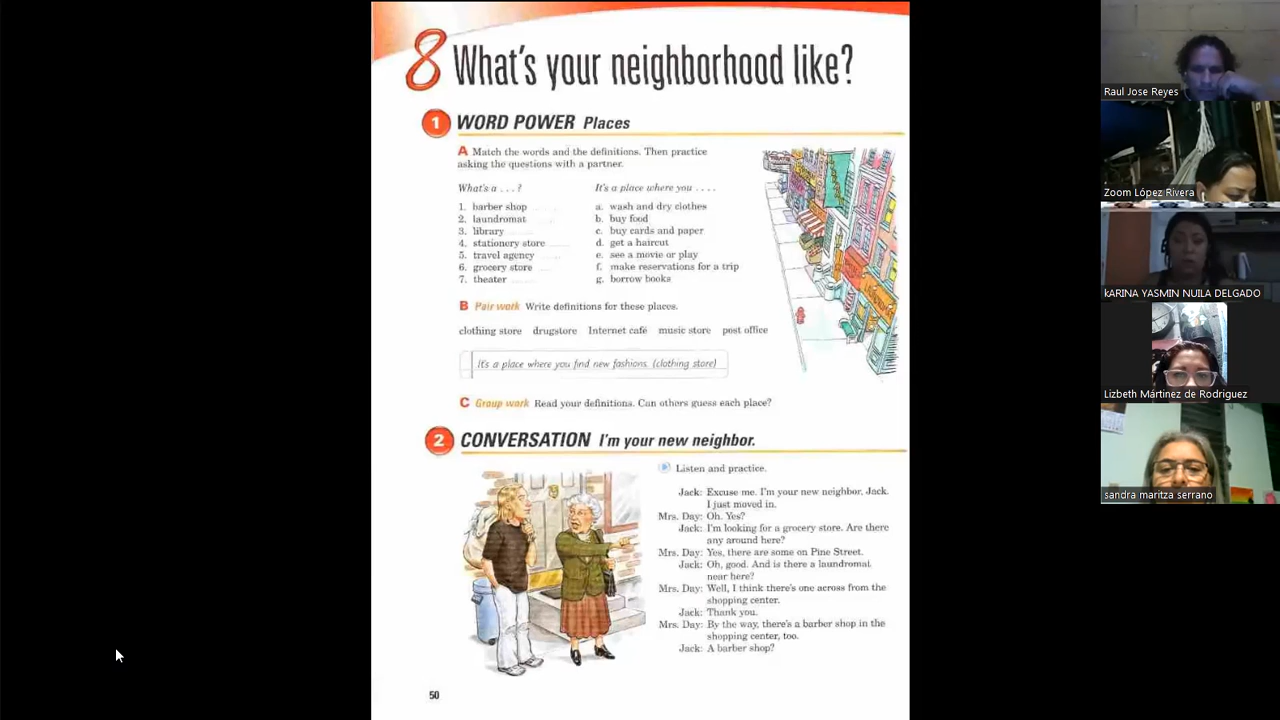 8 What's your neighborhood like?
1 WORD POWER Places
A Match the words and the definitions. Then practice
asking the questions with a partner.
What's a . . . ?
1. barber shop
2. laundromat
3. library
4. stationery store
5. travel agency
6. grocery store
7. theater
It's a place where you . . . .
a. wash and dry clothes
b. buy food
c. buy cards and paper
d. get a haircut
e. see a movie or play
f. make reservations for a trip
g. borrow books
B Pair work Write definitions for these places.
clothing store drugstore Internet café music store post office
It's a place where you find new fashions. (clothing store)
C Group work Read your definitions. Can others guess each place?
2 CONVERSATION I'm your new neighbor.
Listen and practice.
Jack: Excuse me. I'm your new neighbor, Jack.
I just moved in.
Mrs. Day: Oh. Yes?
Jack: I'm looking for a grocery store. Are there
any around here?
Mrs. Day: Yes, there are some on Pine Street.
Jack: Oh, good. And is there a laundromat
near here?
Mrs. Day: Well, I think there's one across from the
shopping center.
Jack: Thank you.
Mrs. Day: By the way, there's a barber shop in the
shopping center, too.
Jack: A barber shop?
50
Raul Jose Reyes
Zoom López Rivera
kARINA YASMIN NUILA DELGADO
Lizbeth Mártinez de Rodriguez
sandra maritza serrano